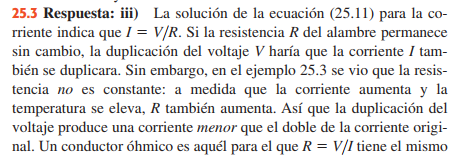 25.3 Respuesta: iii) La solución de la ecuación (25.11) para la co-
rriente indica que I = V/R. Si la resistencia R del alambre permanece
sin cambio, la duplicación del voltaje V haría que la corriente I tam-
bién se duplicara. Sin embargo, en el ejemplo 25.3 se vio que la resis-
tencia no es constante: a medida que la corriente aumenta y la
temperatura se eleva, R también aumenta. Así que la duplicación del
voltaje produce una corriente menor que el doble de la corriente origi-
nal. Un conductor óhmico es aquél para el que R = V/I tiene el mismo